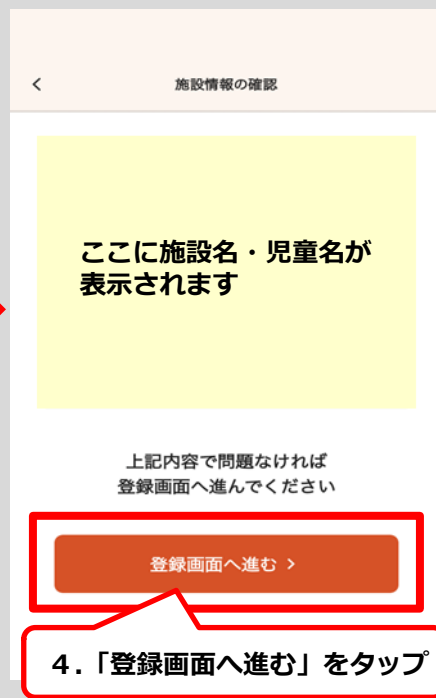 <
施設情報の確認
ここに施設名・児童名が
表示されます
上記内容で問題なければ
登録画面へ進んでください
登録画面へ進む >
４.「登録画面へ進む」をタップ